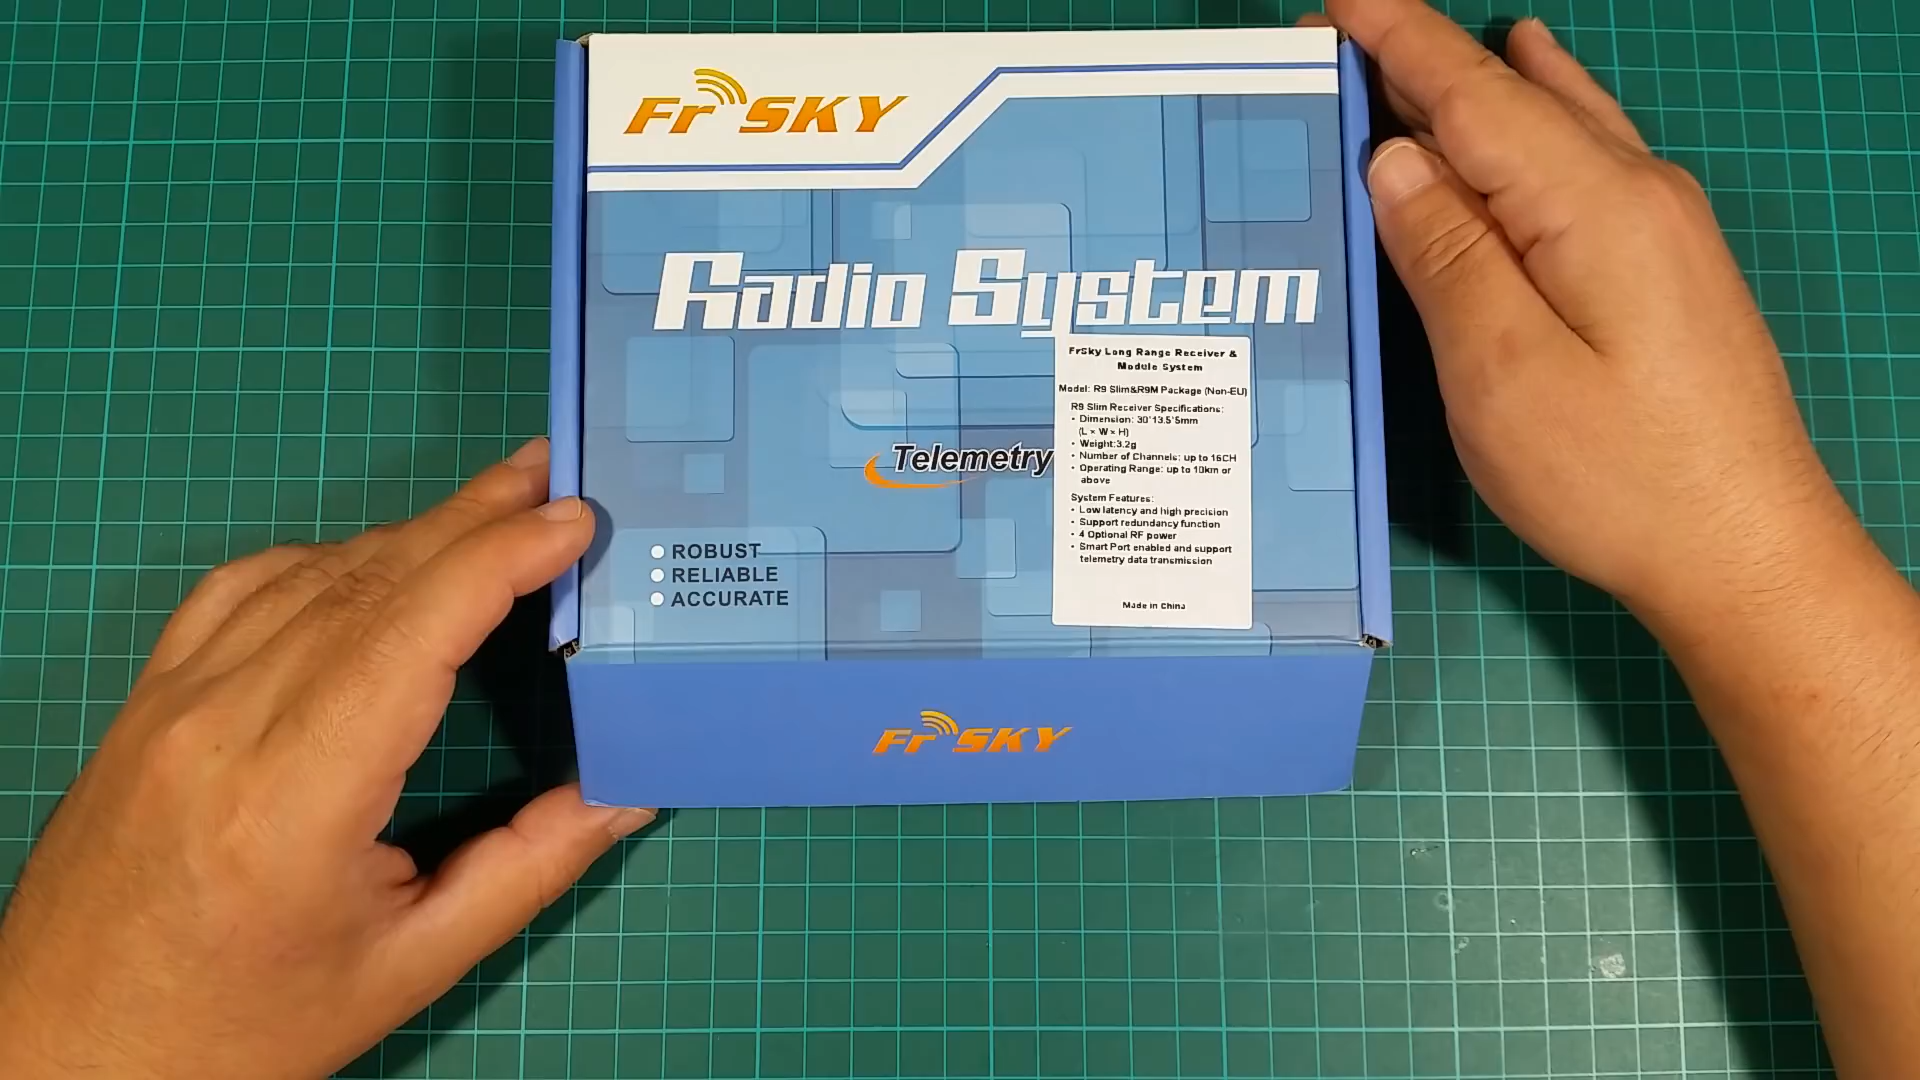 FrSKY
Radio System
FrSky Long Range Receiver &
Module System
Model: R9 Slim&R9M Package (Non-EU)
R9 Slim Receiver Specifications:
• Dimension: 30*13.5*5mm
(L × W × H)
• Weight:3.2g
• Number of Channels: up to 16CH
• Operating Range: up to 10km or
above
System Features:
• Low latency and high precision
• Support redundancy function
• 4 Optional RF power
• Smart Port enabled and support
telemetry data transmission
Made in China
Telemetry
ROBUST
RELIABLE
ACCURATE
FrSKY